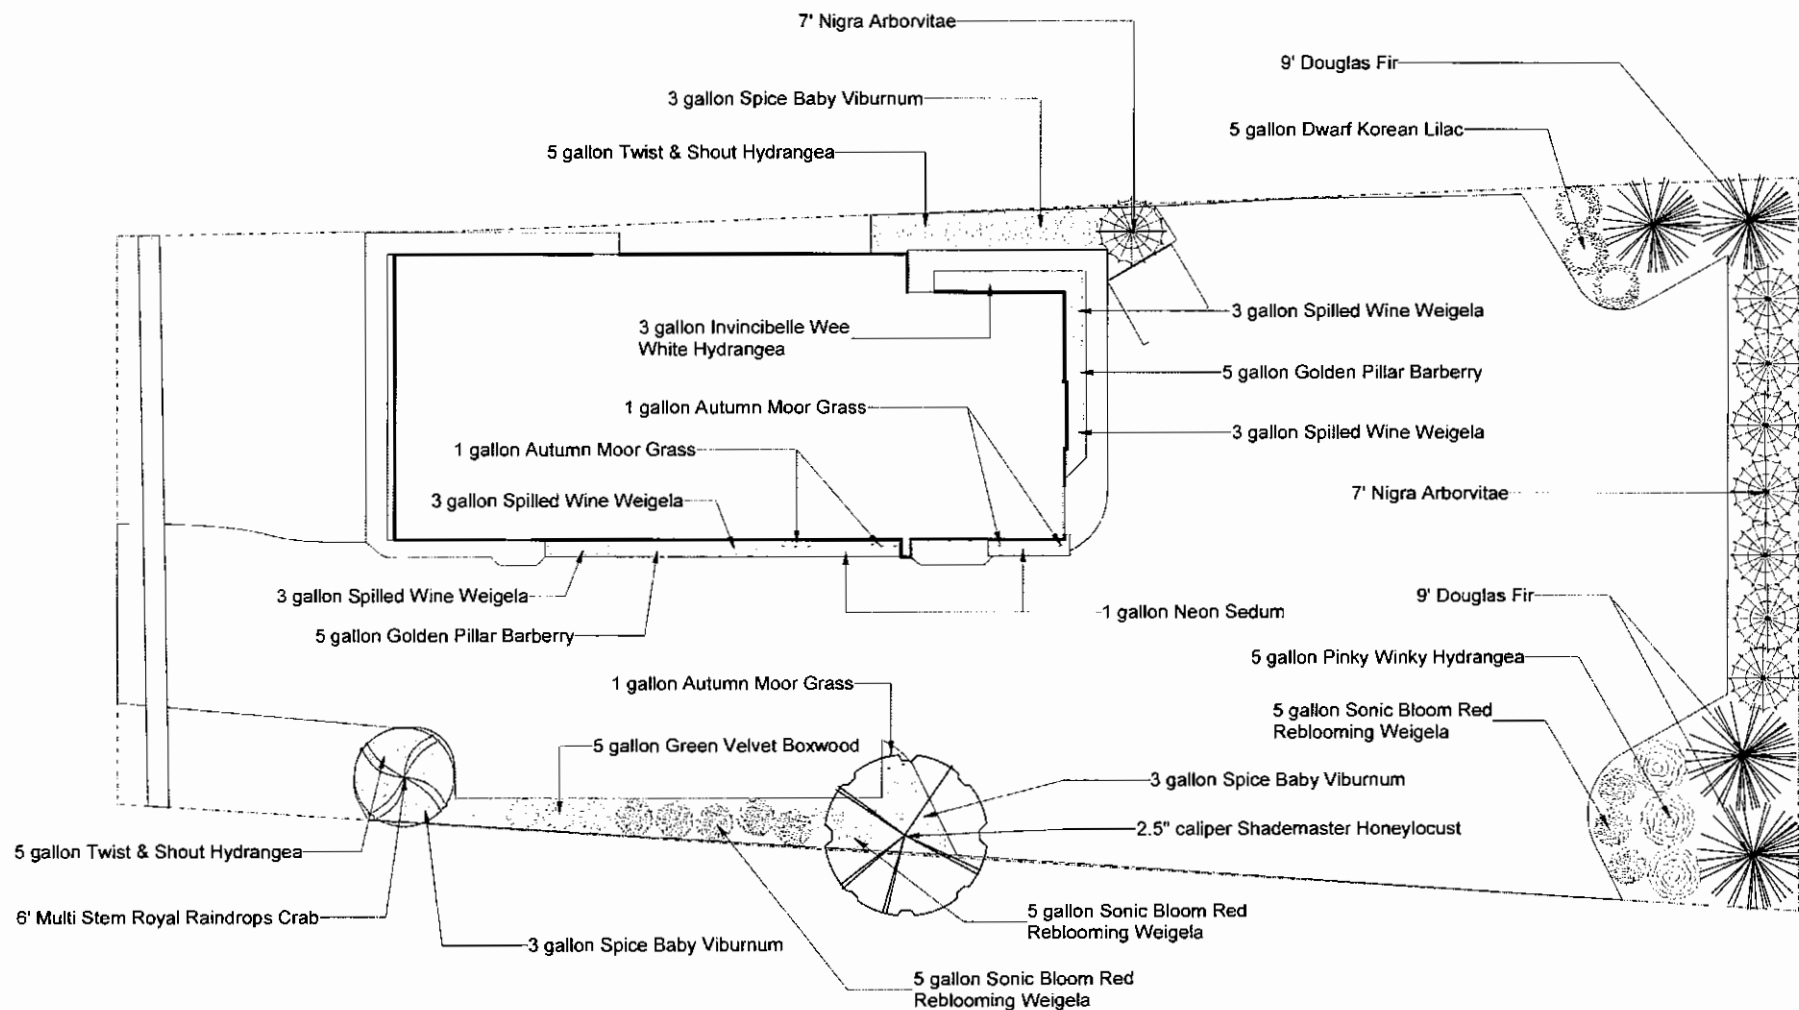 7' Nigra Arborvitae
9' Douglas Fir
3 gallon Spice Baby Viburnum
5 gallon Dwarf Korean Lilac
5 gallon Twist & Shout Hydrangea
3 gallon Spilled Wine Weigela
3 gallon Invincibelle Wee
White Hydrangea
5 gallon Golden Pillar Barberry
1 gallon Autumn Moor Grass
3 gallon Spilled Wine Weigela
1 gallon Autumn Moor Grass
7' Nigra Arborvitae
3 gallon Spilled Wine Weigela
3 gallon Spilled Wine Weigela
9' Douglas Fir
1 gallon Neon Sedum
5 gallon Golden Pillar Barberry
5 gallon Pinky Winky Hydrangea
1 gallon Autumn Moor Grass
5 gallon Sonic Bloom Red
Reblooming Weigela
5 gallon Green Velvet Boxwood
3 gallon Spice Baby Viburnum
2.5" caliper Shademaster Honeylocust
5 gallon Twist & Shout Hydrangea
6' Multi Stem Royal Raindrops Crab
5 gallon Sonic Bloom Red
Reblooming Weigela
3 gallon Spice Baby Viburnum
5 gallon Sonic Bloom Red
Reblooming Weigela